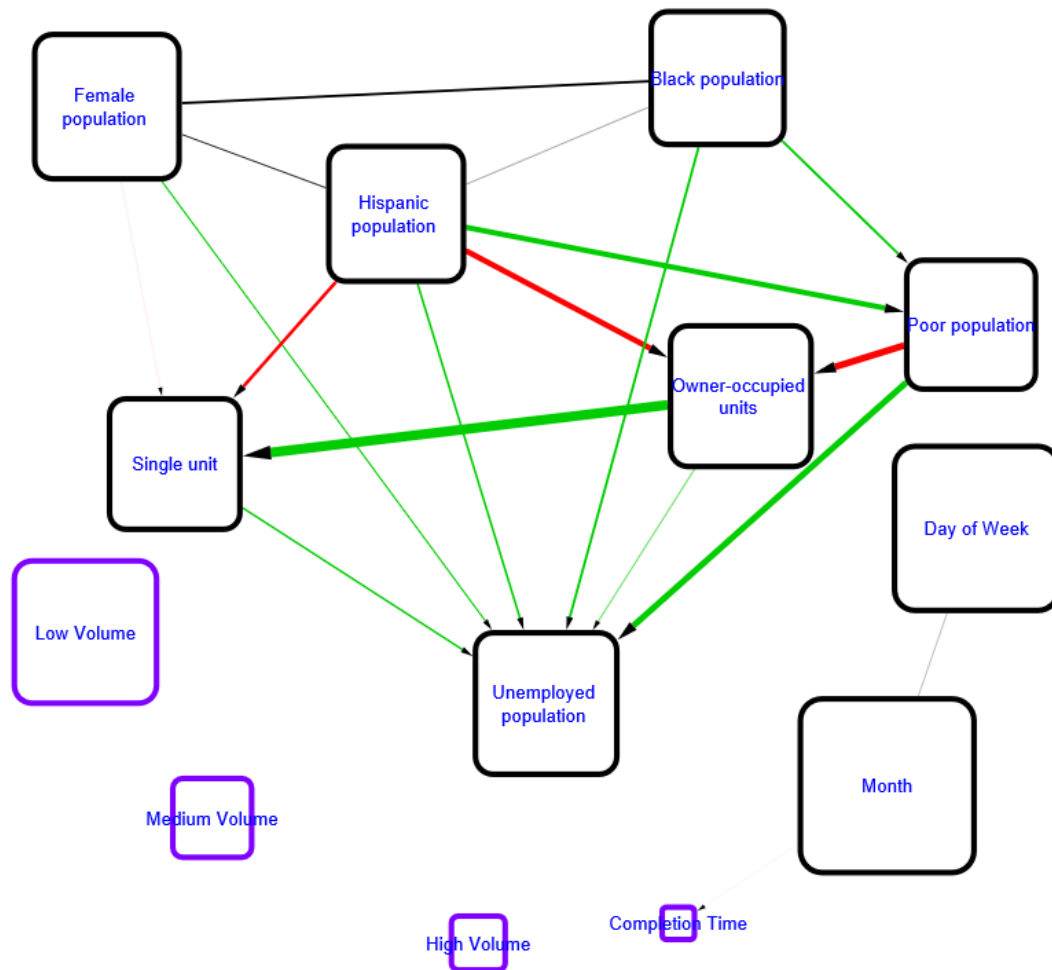 Female
population
Black population
Hispanic
population
Poor population
Owner-occupied
units
Single unit
Day of Week
Low Volume
Unemployed
population
Month
Medium Volume
High Volume
Completion Time